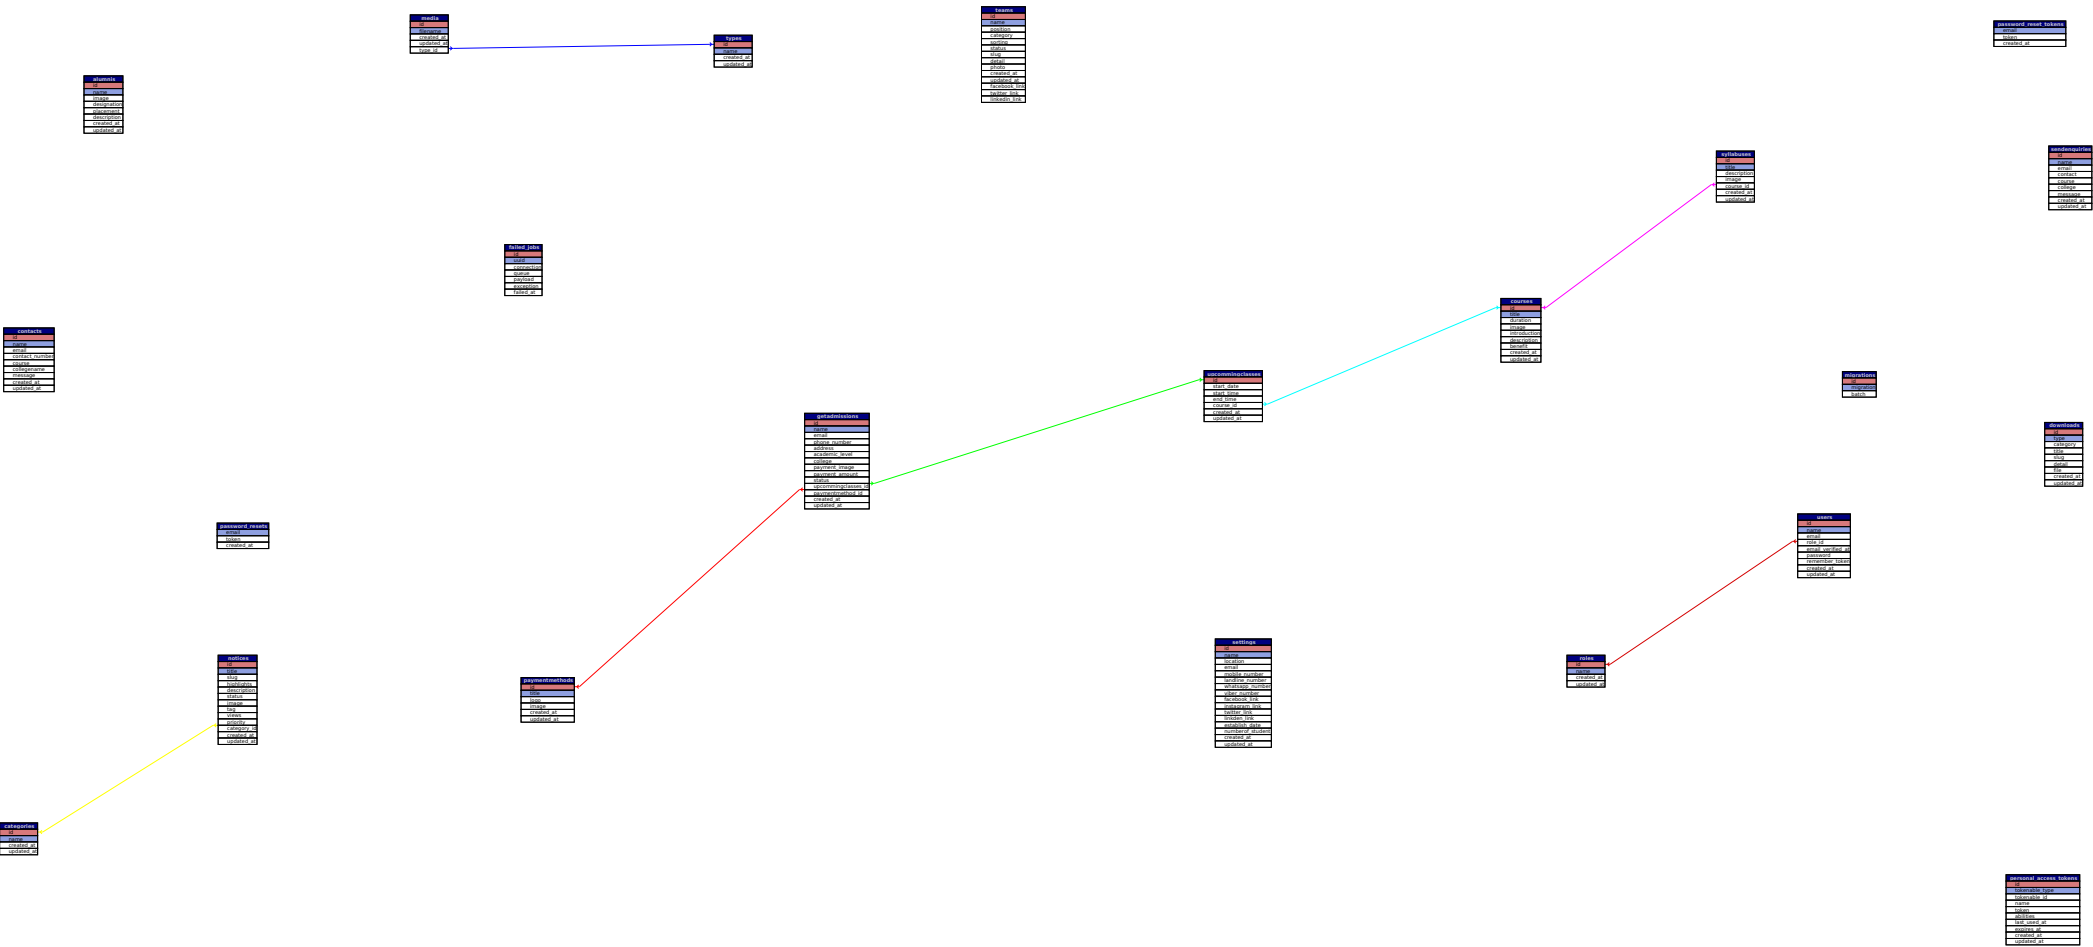 media
id
filename
created_at
updated_at
type_id
types
id
name
created_at
updated_at
teams
id
name
position
category
sorting
status
slug
detail
photo
created_at
updated_at
facebook_link
twitter_link
linkedin_link
password_reset_tokens
email
token
created_at
alumnis
id
name
image
designation
placement
description
created_at
updated_at
syllabuses
id
title
description
image
course_id
created_at
updated_at
sendenquiries
id
name
email
contact
course
college
message
created_at
updated_at
failed_jobs
id
uuid
connection
queue
payload
exception
failed_at
courses
id
title
duration
image
introduction
description
benefit
created_at
updated_at
contacts
id
name
email
contact_number
course
collegename
message
created_at
updated_at
upcommingclasses
id
start_date
start_time
end_time
course_id
created_at
updated_at
migrations
id
migration
batch
getadmissions
id
name
email
phone_number
address
academic_level
college
payment_image
payment_amount
status
upcommingclasses_id
paymentmethod_id
created_at
updated_at
downloads
id
type
category
title
slug
detail
file
created_at
updated_at
password_resets
email
token
created_at
users
id
name
email
role_id
email_verified_at
password
remember_token
created_at
updated_at
settings
id
name
location
email
mobile_number
landline_number
whatsapp_number
viber_number
facebook_link
instagram_link
twitter_link
linkden_link
establish_date
numberof_student
created_at
updated_at
roles
id
name
created_at
updated_at
notices
id
title
slug
highlights
description
status
image
tag
views
priority
category_id
created_at
updated_at
paymentmethods
id
title
logo
image
created_at
updated_at
categories
id
name
created_at
updated_at
personal_access_tokens
id
tokenable_type
tokenable_id
name
token
abilities
last_used_at
expires_at
created_at
updated_at